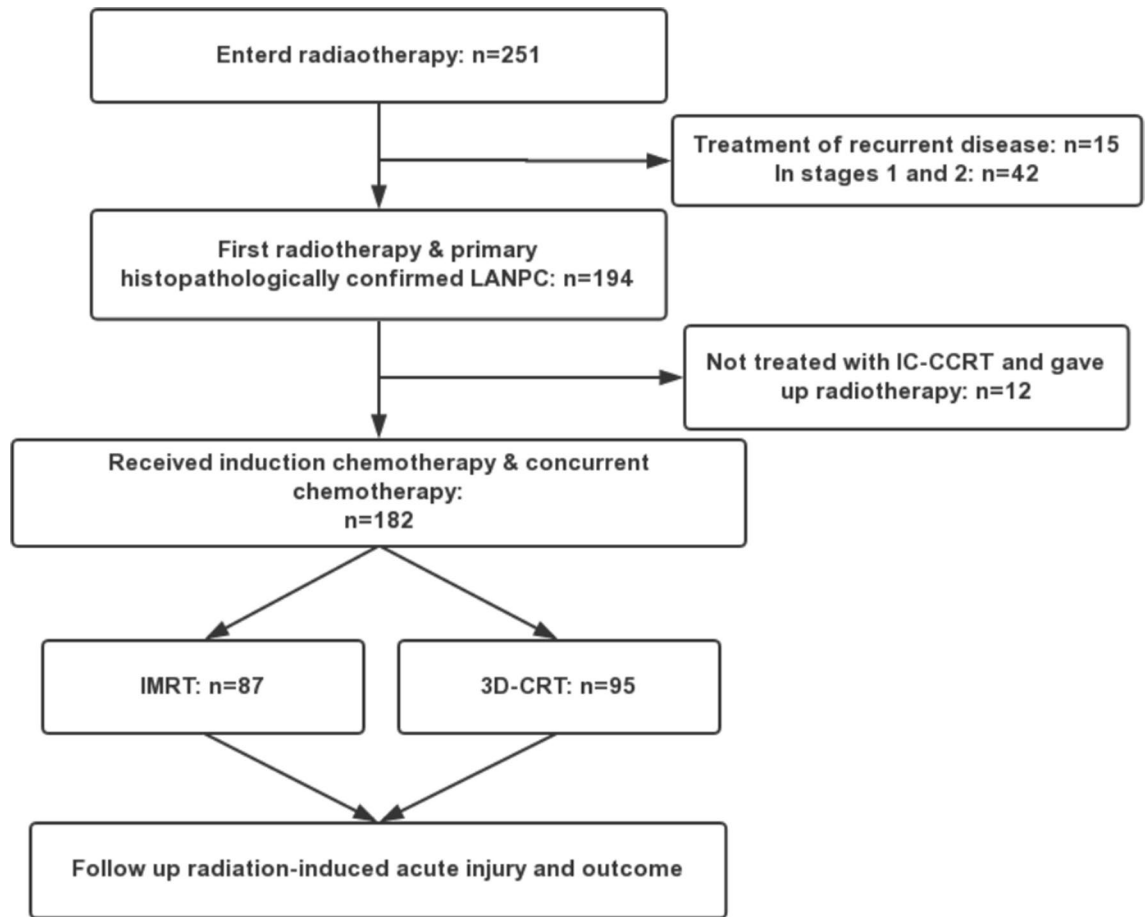 Enterd radiaotherapy: n=251
Treatment of recurrent disease: n=15
In stages 1 and 2: n=42
First radiotherapy & primary
histopathologically confirmed LANPC: n=194
Not treated with IC-CCRT and gave
up radiotherapy: n=12
Received induction chemotherapy & concurrent
chemotherapy:
n=182
IMRT: n=87
3D-CRT: n=95
Follow up radiation-induced acute injury and outcome